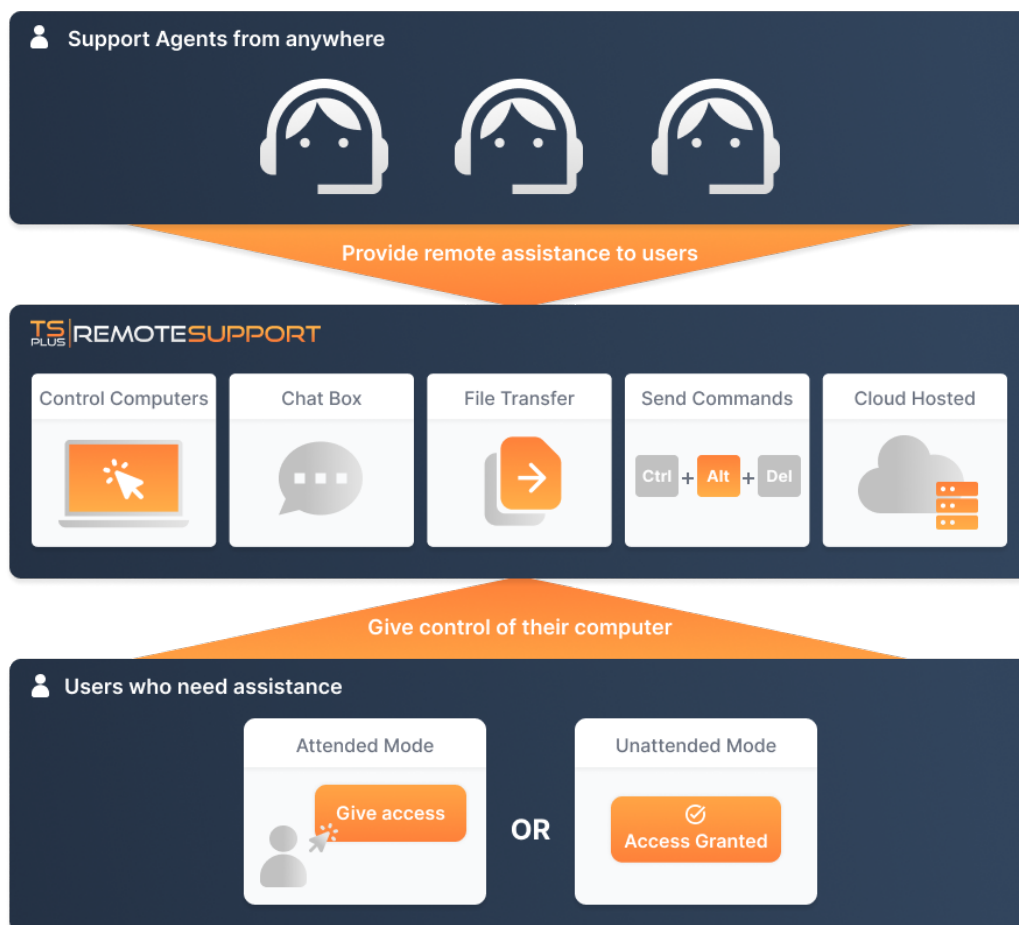 Support Agents from anywhere
Provide remote assistance to users
TS PLUS REMOTESUPPORT
Control Computers
Chat Box
File Transfer
Send Commands
Cloud Hosted
Ctrl + Alt + Del
Give control of their computer
Users who need assistance
Attended Mode
Unattended Mode
Give access
OR
Access Granted